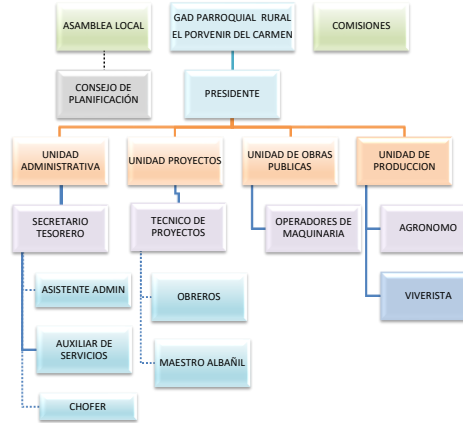 ASAMBLEA LOCAL
GAD PARROQUIAL RURAL
EL PORVENIR DEL CARMEN
COMISIONES
CONSEJO DE
PLANIFICACIÓN
PRESIDENTE
UNIDAD
ADMINISTRATIVA
UNIDAD PROYECTOS
UNIDAD DE OBRAS
PUBLICAS
UNIDAD DE
PRODUCCION
SECRETARIO
TESORERO
TECNICO DE
PROYECTOS
OPERADORES DE
MAQUINARIA
AGRONOMO
ASISTENTE ADMIN
OBREROS
VIVERISTA
AUXILIAR DE
SERVICIOS
MAESTRO ALBAÑIL
CHOFER